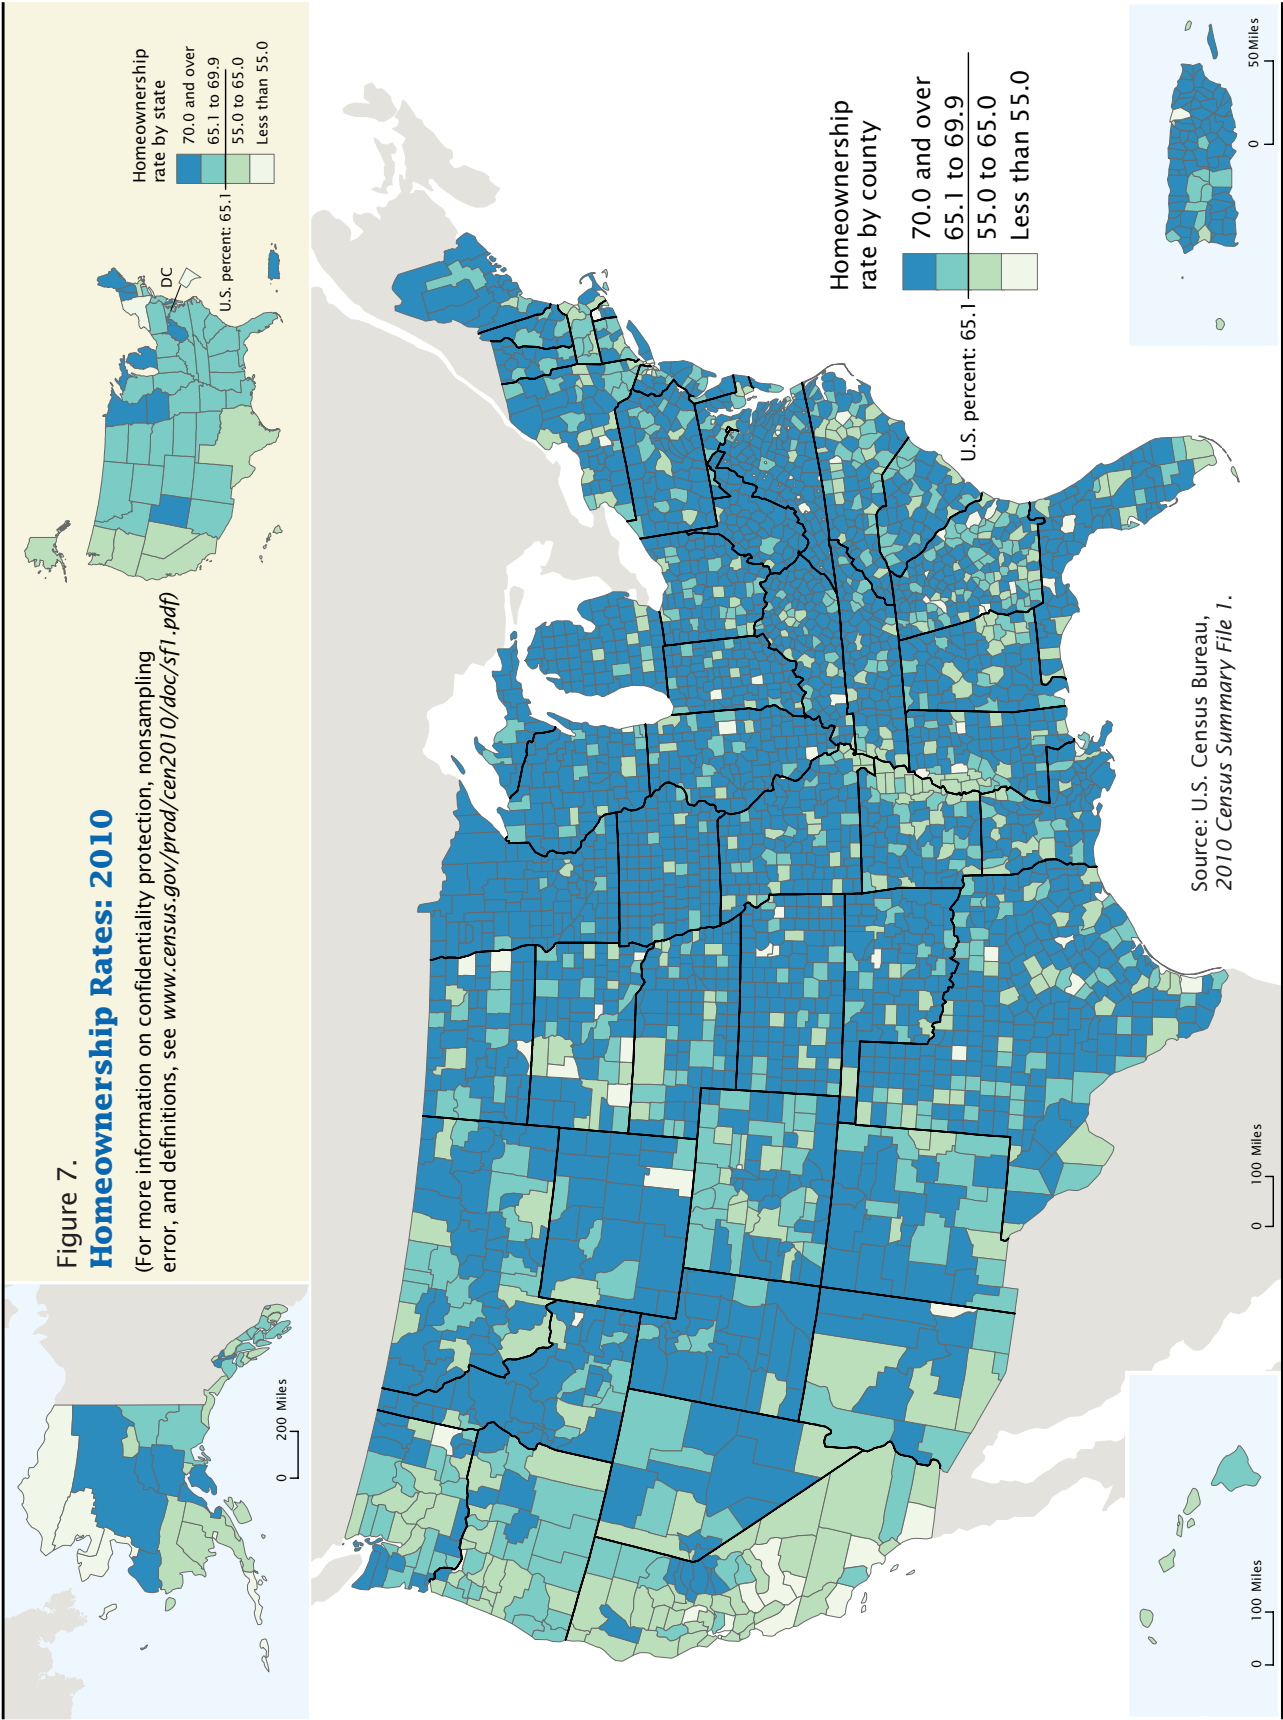 Figure 7.
Homeownership Rates: 2010
(For more information on confidentiality protection, nonsampling
error, and definitions, see www.census.gov/prod/cen2010/doc/sf1.pdf)
Homeownership
rate by state
70.0 and over
65.1 to 69.9
U.S. percent: 65.1
55.0 to 65.0
Less than 55.0
DC
0 200 Miles
Homeownership
rate by county
70.0 and over
65.1 to 69.9
U.S. percent: 65.1
55.0 to 65.0
Less than 55.0
Source: U.S. Census Bureau,
2010 Census Summary File 1.
0 100 Miles
0 100 Miles
0 50 Miles